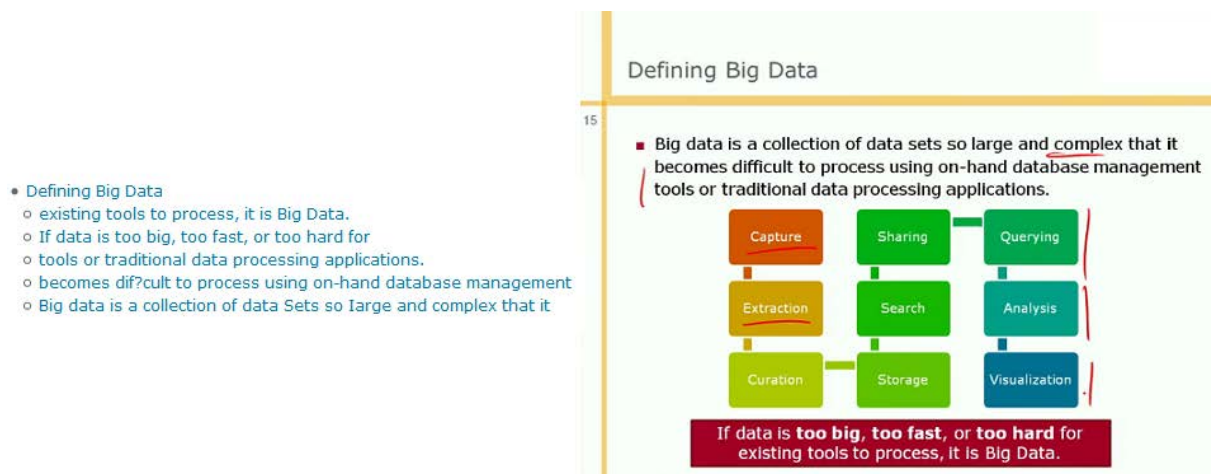 Defining Big Data
existing tools to process, it is Big Data.
If data is too big, too fast, or too hard for
tools or traditional data processing applications.
becomes dif?cult to process using on-hand database management
Big data is a collection of data Sets so Iarge and complex that it
Defining Big Data
15
Big data is a collection of data sets so large and complex that it
becomes difficult to process using on-hand database management
tools or traditional data processing applications.
Capture
Sharing
Querying
Extraction
Search
Analysis
Curation
Storage
Visualization
If data is too big, too fast, or too hard for
existing tools to process, it is Big Data.